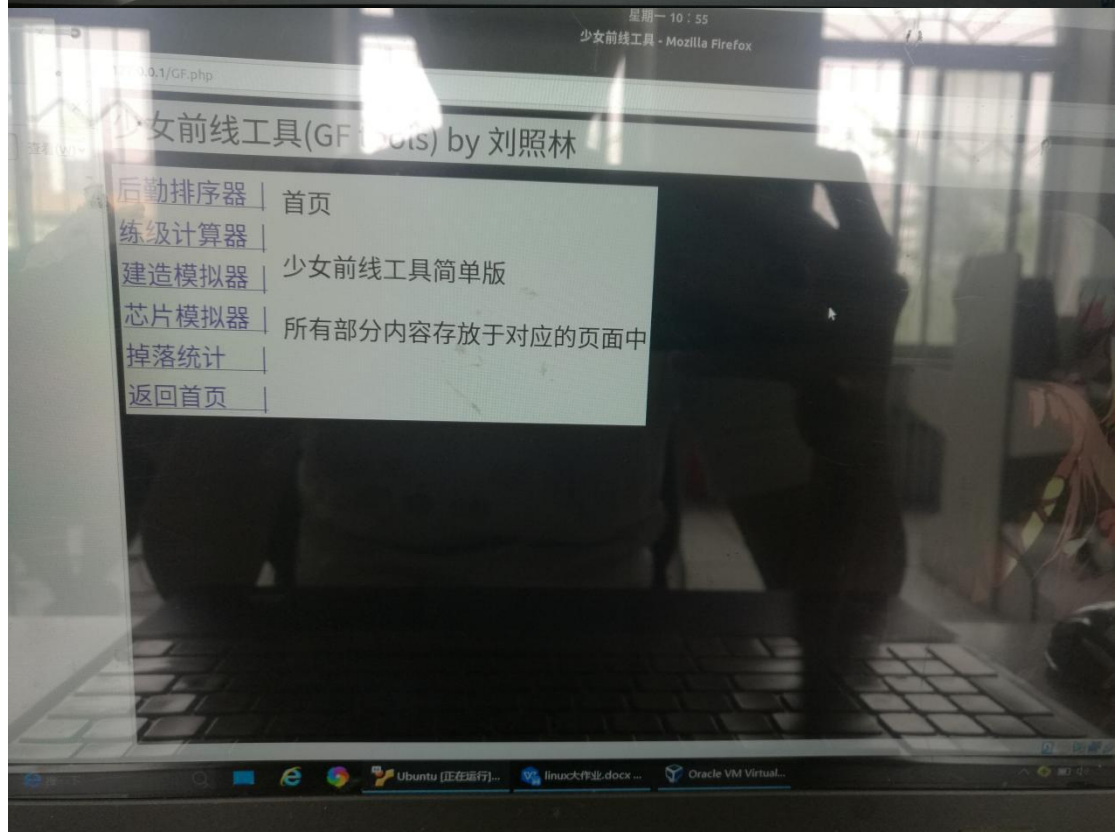 星期一 10：55
少女前线工具 - Mozilla Firefox
0.1/GF.php
少女前线工具(GF tools) by 刘照林
查看(V)
后勤排序器 |
首页
练级计算器 |
建造模拟器 |
少女前线工具简单版
芯片模拟器 |
所有部分内容存放于对应的页面中
掉落统计 |
返回首页 |
Ubuntu [正在运行]...
linux大作业.docx ...
Oracle VM Virtual...